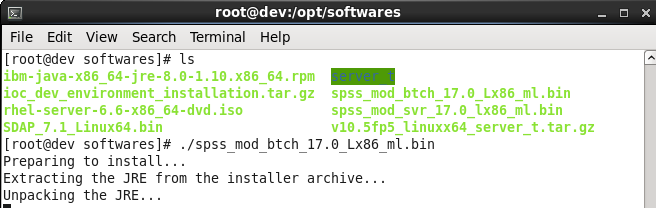 root@dev:/opt/softwares
File Edit View Search Terminal Help
[root@dev softwares]# ls
ibm-java-x86_64-jre-8.0-1.10.x86_64.rpm server_t
ioc_dev_environment_installation.tar.gz spss_mod_btch_17.0_Lx86_ml.bin
rhel-server-6.6-x86_64-dvd.iso spss_mod_svr_17.0_lx86_ml.bin
SDAP_7.1_Linux64.bin v10.5fp5_linuxx64_server_t.tar.gz
[root@dev softwares]# ./spss_mod_btch_17.0_Lx86_ml.bin
Preparing to install...
Extracting the JRE from the installer archive...
Unpacking the JRE...